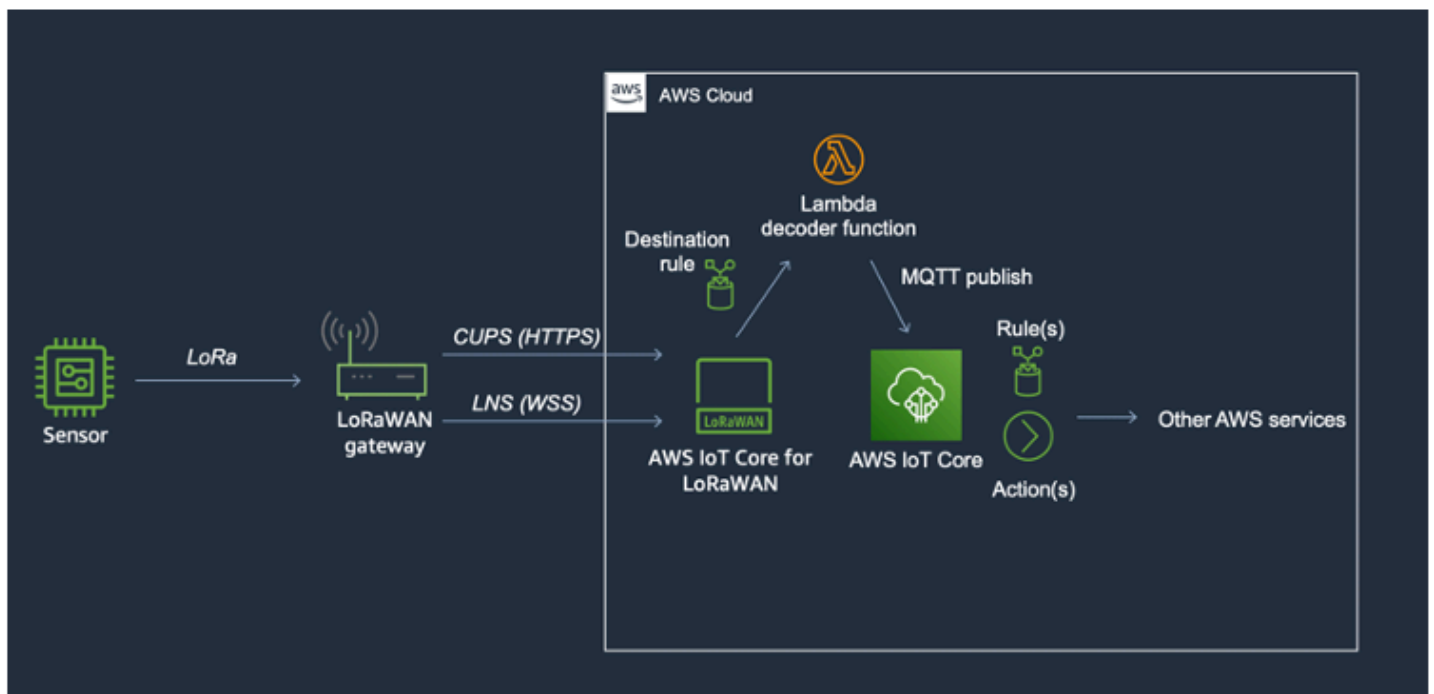 aws
AWS Cloud
Lambda
decoder function
Destination
rule
MQTT publish
Rule(s)
CUPS (HTTPS)
LoRa
LNS (WSS)
LoRaWAN
Sensor
LoRaWAN
gateway
AWS IoT Core for
LoRaWAN
AWS IoT Core
Action(s)
Other AWS services